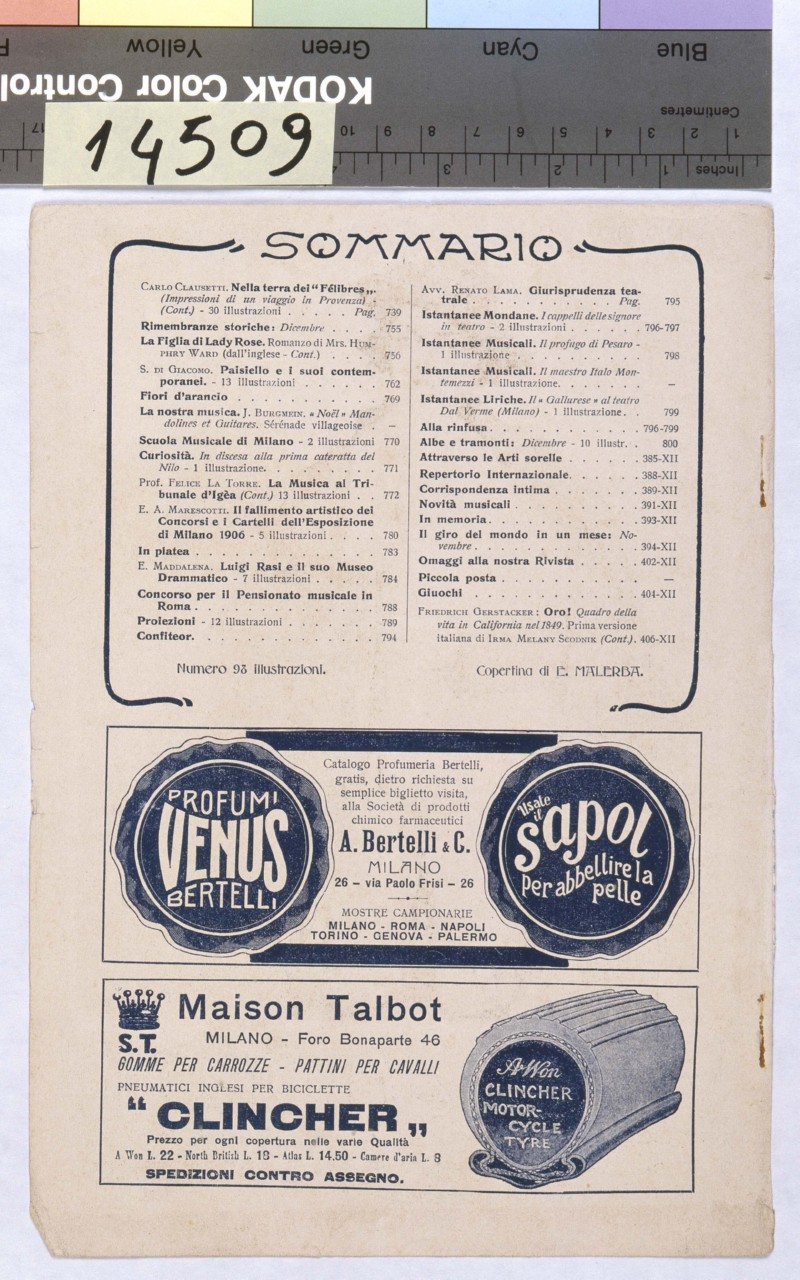 Blue Cyan Green Yellow
KODAK Color Control
Centimetres
Inches
14509
SOMMARIO
CARLO CLAUSETTI. Nella terra dei “Félibres„.
(Impressioni di un viaggio in Provenza) -
(Cont.) - 30 illustrazioni . . . . . Pag. 739
Rimembranze storiche: Dicembre . . . . 755
La Figlia di Lady Rose. Romanzo di Mrs. HUM-
PHRY WARD (dall'inglese - Cont.) . . . . 756
S. DI GIACOMO. Paisiello e i suoi contem-
poranei. - 13 illustrazioni . . . . . . 762
Fiori d'arancio . . . . . . . . . . . 769
La nostra musica. J. BURGMEIN. « Noël » Man-
dolines et Guitares. Sérénade villageoise . —
Scuola Musicale di Milano - 2 illustrazioni 770
Curiosità. In discesa alla prima cateratta del
Nilo - 1 illustrazione. . . . . . . . . 771
Prof. FELICE LA TORRE. La Musica al Tri-
bunale d'Igèa (Cont.) 13 illustrazioni . . 772
E. A. MARESCOTTI. Il fallimento artistico dei
Concorsi e i Cartelli dell'Esposizione
di Milano 1906 - 5 illustrazioni . . . . 780
In platea . . . . . . . . . . . . . . 783
E. MADDALENA. Luigi Rasi e il suo Museo
Drammatico - 7 illustrazioni . . . . . 784
Concorso per il Pensionato musicale in
Roma . . . . . . . . . . . . . . 788
Proiezioni - 12 illustrazioni . . . . . . . 789
Confiteor. . . . . . . . . . . . . . 794
Numero 93 illustrazioni.
AVV. RENATO LAMA. Giurisprudenza tea-
trale . . . . . . . . . . . Pag. 795
Istantanee Mondane. I cappelli delle signore
in teatro - 2 illustrazioni . . . . . . 796-797
Istantanee Musicali. Il profugo di Pesaro -
1 illustrazione . . . . . . . . . . 798
Istantanee Musicali. Il maestro Italo Mon-
temezzi - 1 illustrazione. . . . . . . —
Istantanee Liriche. Il « Gallurese » al teatro
Dal Verme (Milano) - 1 illustrazione. . 799
Alla rinfusa. . . . . . . . . . . . . 796-799
Albe e tramonti: Dicembre - 10 illustr. . 800
Attraverso le Arti sorelle . . . . . . . 385-XII
Repertorio Internazionale. . . . . . . 388-XII
Corrispondenza intima . . . . . . . . 389-XII
Novità musicali . . . . . . . . . . . 391-XII
In memoria. . . . . . . . . . . . . 393-XII
Il giro del mondo in un mese: No-
vembre . . . . . . . . . . . . . 394-XII
Omaggi alla nostra Rivista . . . . . 402-XII
Piccola posta . . . . . . . . . . . —
Giuochi . . . . . . . . . . . . . 404-XII
FRIEDRICH GERSTACKER : Oro! Quadro della
vita in California nel 1849. Prima versione
italiana di IRMA MELANY SCODNIK (Cont.). 406-XII
Copertina di E. MALERBA.
PROFUMI
VENUS
BERTELLI
Catalogo Profumeria Bertelli,
gratis, dietro richiesta su
semplice biglietto visita,
alla Società di prodotti
chimico farmaceutici
A. Bertelli & C.
MILANO
26 — via Paolo Frisi — 26
MOSTRE CAMPIONARIE
MILANO - ROMA - NAPOLI
TORINO - GENOVA - PALERMO
Usate
il
Sapol
per abbellire la
pelle
S.T.
Maison Talbot
MILANO - Foro Bonaparte 46
GOMME PER CARROZZE - PATTINI PER CAVALLI
PNEUMATICI INGLESI PER BICICLETTE
“CLINCHER„
Prezzo per ogni copertura nelle varie Qualità
A Won L. 22 - North British L. 18 - Atlas L. 14.50 - Camere d'aria L. 8
SPEDIZIONI CONTRO ASSEGNO.
A-Won
CLINCHER
MOTOR-
CYCLE
TYRE